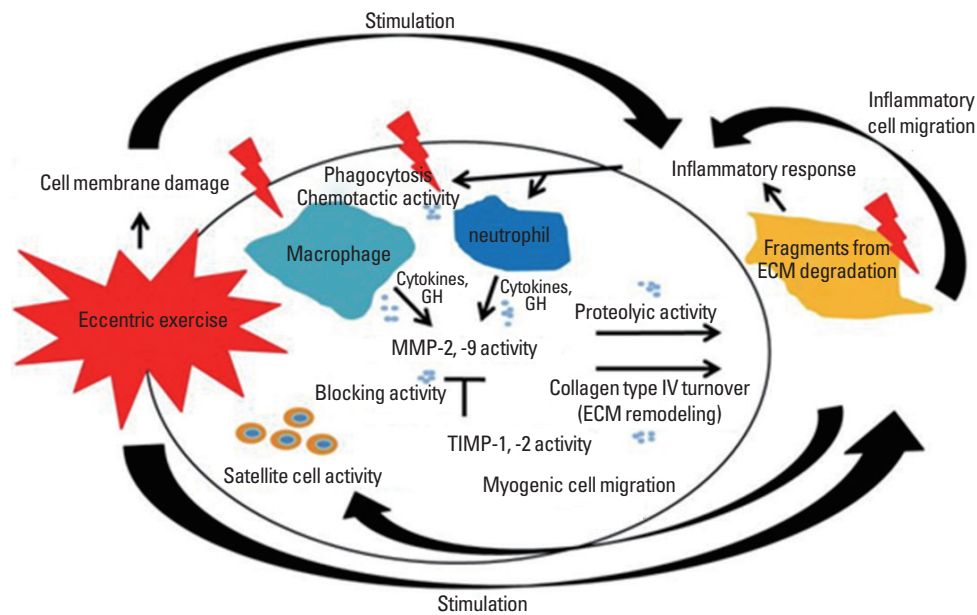 Stimulation
Inflammatory
cell migration
Cell membrane damage
Phagocytosis
Chemotactic activity
Inflammatory response
Macrophage
neutrophil
Fragments from
ECM degradation
Eccentric exercise
Cytokines,
GH
Cytokines,
GH
Proteolyic activity
MMP-2, -9 activity
Blocking activity
Collagen type IV turnover
(ECM remodeling)
TIMP-1, -2 activity
Satellite cell activity
Myogenic cell migration
Stimulation